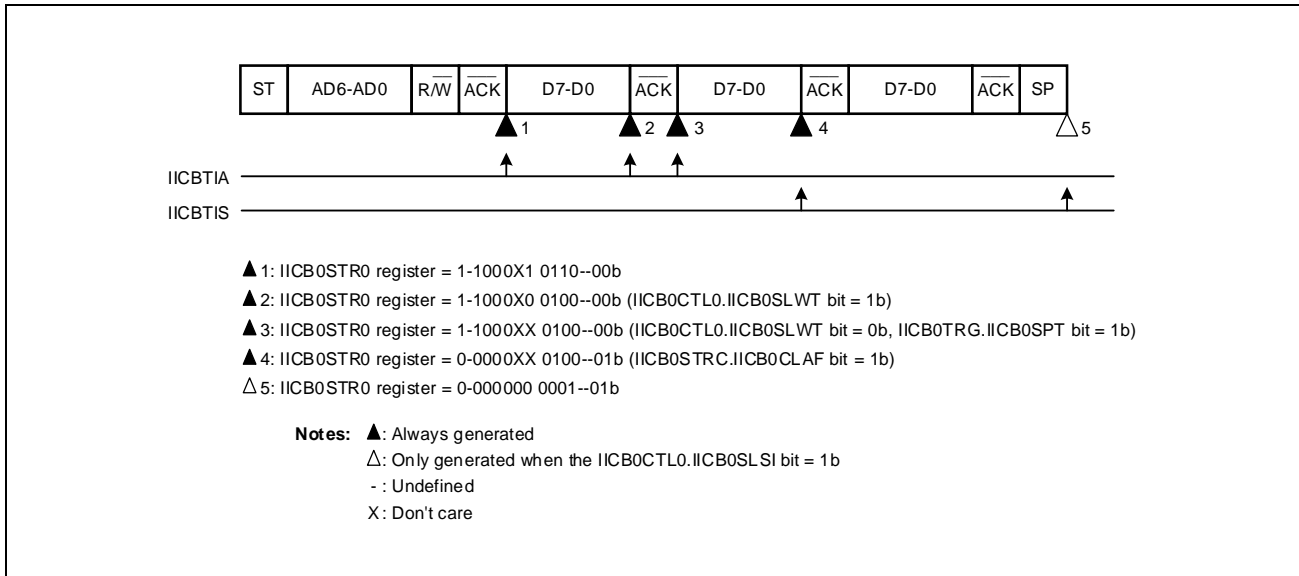 ST AD6-AD0 R/W ACK D7-D0 ACK D7-D0 ACK D7-D0 ACK SP
▲1 ▲2 ▲3 ▲4 △5
IICBTIA
IICBTIS
▲1: IICB0STR0 register = 1-1000X1 0110--00b
▲2: IICB0STR0 register = 1-1000X0 0100--00b (IICB0CTL0.IICB0SLWT bit = 1b)
▲3: IICB0STR0 register = 1-1000XX 0100--00b (IICB0CTL0.IICB0SLWT bit = 0b, IICB0TRG.IICB0SPT bit = 1b)
▲4: IICB0STR0 register = 0-0000XX 0100--01b (IICB0STRC.IICB0CLAF bit = 1b)
△5: IICB0STR0 register = 0-000000 0001--01b
Notes: ▲: Always generated
△: Only generated when the IICB0CTL0.IICB0SLSI bit = 1b
- : Undefined
X: Don't care